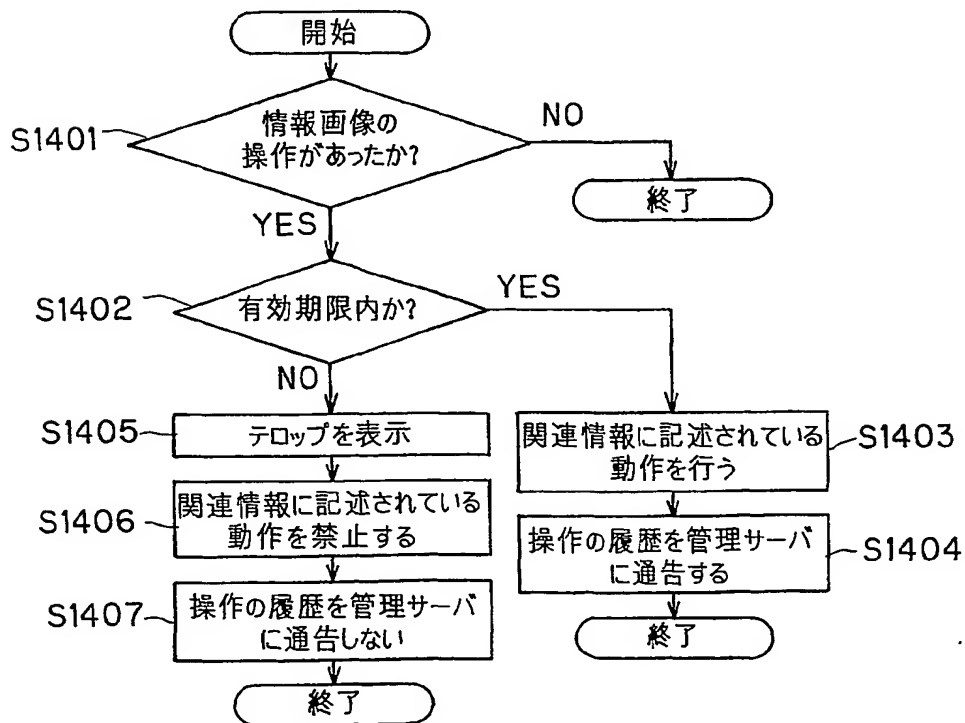 開始
S1401
情報画像の
操作があったか?
NO
終了
YES
S1402
有効期限内か?
YES
NO
S1405
テロップを表示
S1406
関連情報に記述されている
動作を禁止する
S1407
操作の履歴を管理サーバ
に通告しない
終了
関連情報に記述されている
動作を行う
S1403
操作の履歴を管理サーバ
に通告する
S1404
終了